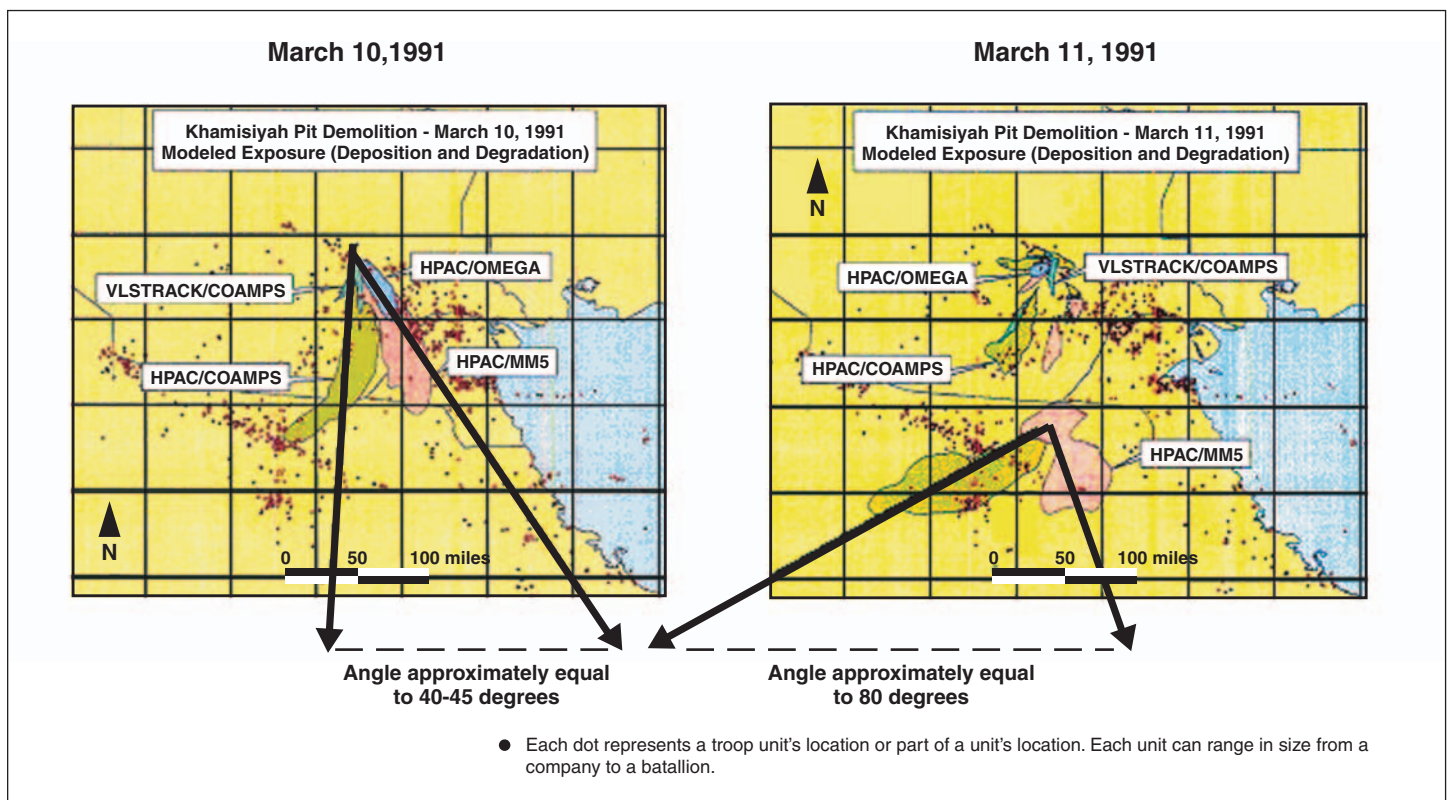 March 10,1991
Khamisiyah Pit Demolition - March 10, 1991
Modeled Exposure (Deposition and Degradation)
HPAC/OMEGA
VLSTRACK/COAMPS
HPAC/MM5
HPAC/COAMPS
N
0 50 100 miles
Angle approximately equal
to 40-45 degrees
March 11, 1991
Khamisiyah Pit Demolition - March 11, 1991
Modeled Exposure (Deposition and Degradation)
N
HPAC/OMEGA
VLSTRACK/COAMPS
HPAC/COAMPS
HPAC/MM5
0 50 100 miles
Angle approximately equal
to 80 degrees
Each dot represents a troop unit's location or part of a unit's location. Each unit can range in size from a
company to a batallion.